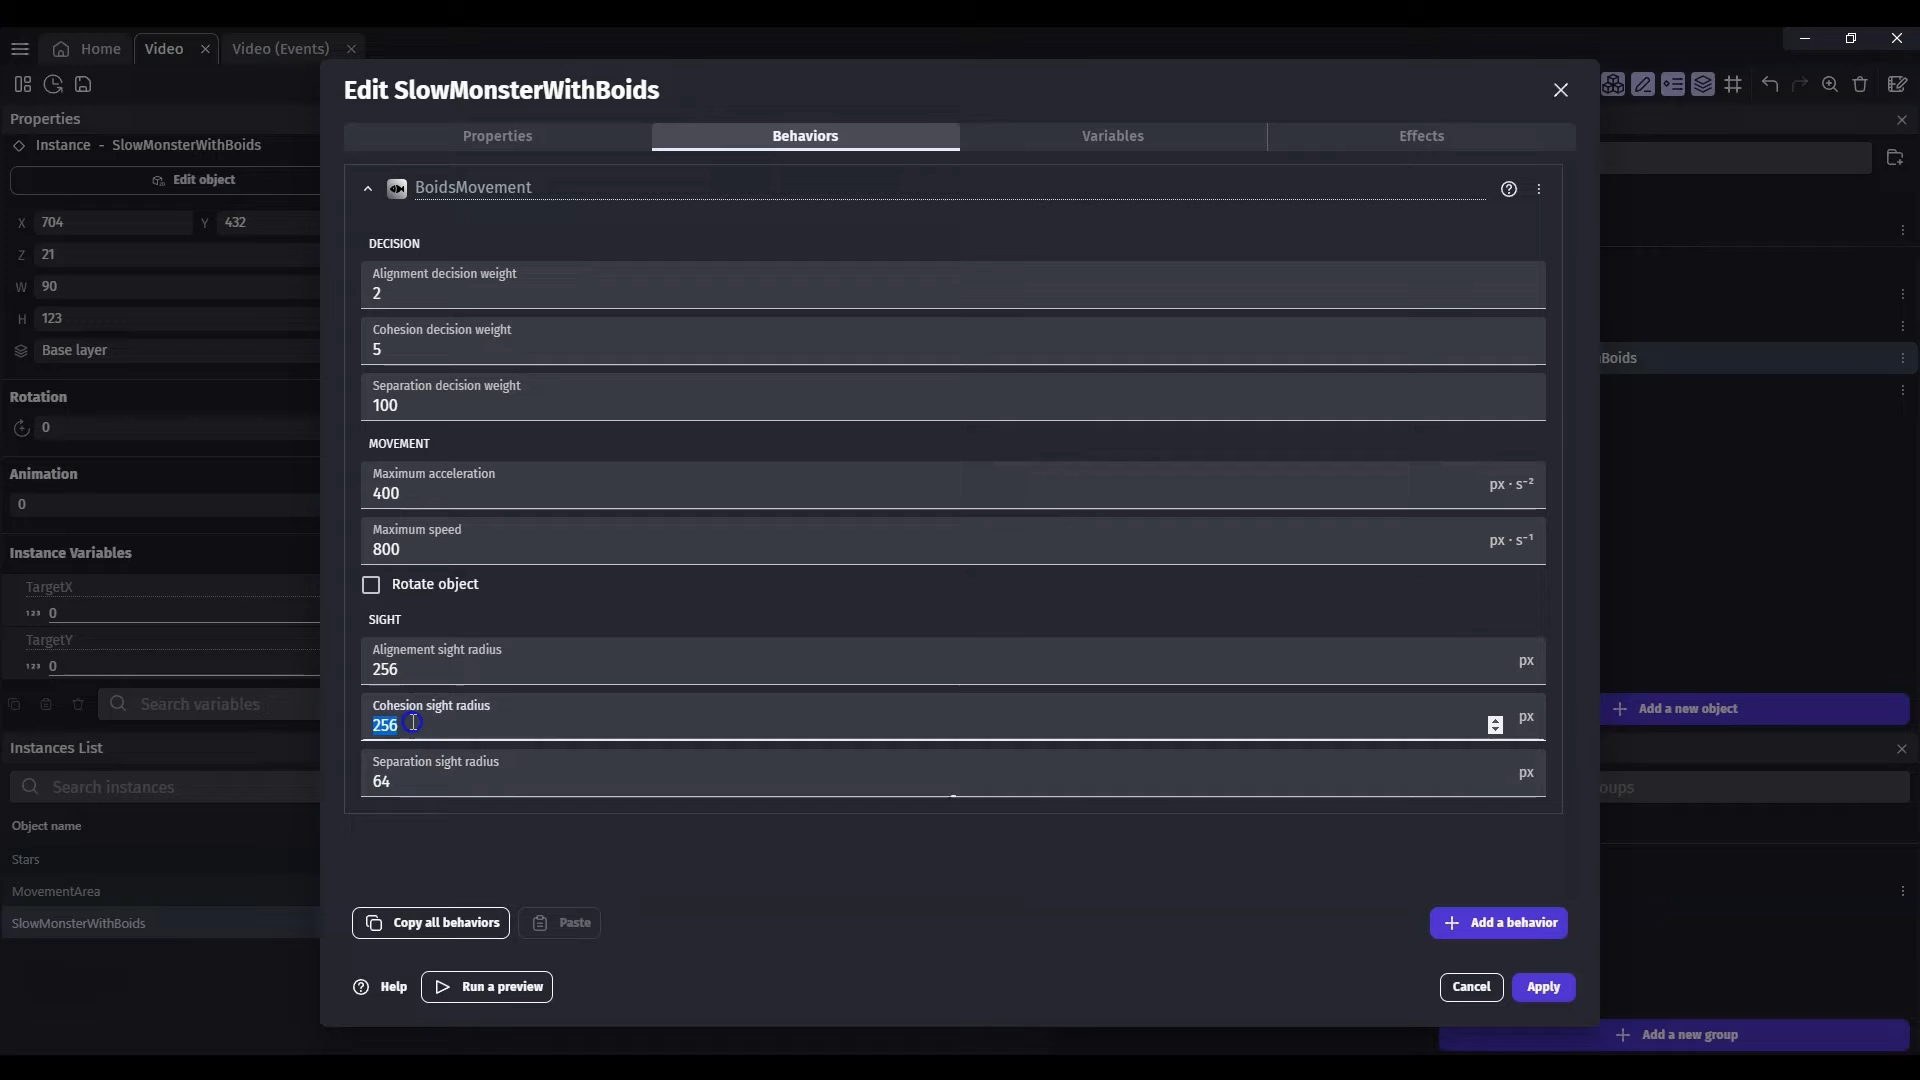 Home
Video
Video (Events)
Properties
Instance - SlowMonsterWithBoids
Edit object
X 704 Y 432
Z 21
W 90
H 123
Base layer
Rotation
0
Animation
0
Instance Variables
TargetX
123 0
TargetY
123 0
Search variables
Instances List
Search instances
Object name
Stars
MovementArea
SlowMonsterWithBoids
Edit SlowMonsterWithBoids
Properties
Behaviors
Variables
Effects
BoidsMovement
DECISION
Alignment decision weight
2
Cohesion decision weight
5
Separation decision weight
100
MOVEMENT
Maximum acceleration
400 px · s⁻²
Maximum speed
800 px · s⁻¹
Rotate object
SIGHT
Alignement sight radius
256 px
Cohesion sight radius
256 px
Separation sight radius
64 px
Copy all behaviors
Paste
Add a behavior
Help
Run a preview
Cancel
Apply
Boids
Add a new object
oups
Add a new group